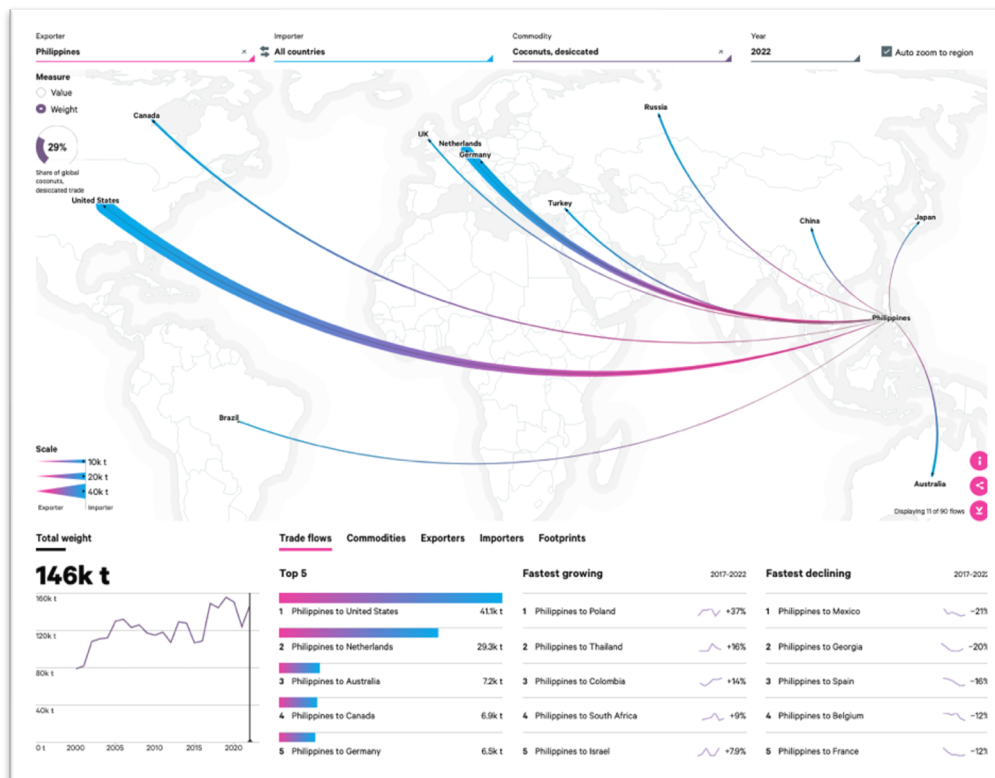 Exporter
Philippines
×
Importer
All countries
Commodity
Coconuts, desiccated
×
Year
2022
Auto zoom to region
Measure
Value
Weight
29%
Share of global
coconuts,
desiccated trade
Canada
United States
UK
Netherlands
Germany
Turkey
Russia
China
Japan
Philippines
Brazil
Australia
Scale
10k t
20k t
40k t
Exporter
Importer
Displaying 11 of 90 flows
Total weight
146k t
160k t
120k t
80k t
40k t
0 t
2000
2005
2010
2015
2020
Trade flows
Commodities
Exporters
Importers
Footprints
Top 5
1 Philippines to United States 41.1k t
2 Philippines to Netherlands 29.3k t
3 Philippines to Australia 7.2k t
4 Philippines to Canada 6.9k t
5 Philippines to Germany 6.5k t
Fastest growing 2017-2022
1 Philippines to Poland +37%
2 Philippines to Thailand +16%
3 Philippines to Colombia +14%
4 Philippines to South Africa +9%
5 Philippines to Israel +7.9%
Fastest declining 2017-202
1 Philippines to Mexico -21%
2 Philippines to Georgia -20%
3 Philippines to Spain -16%
4 Philippines to Belgium -12%
5 Philippines to France -12%